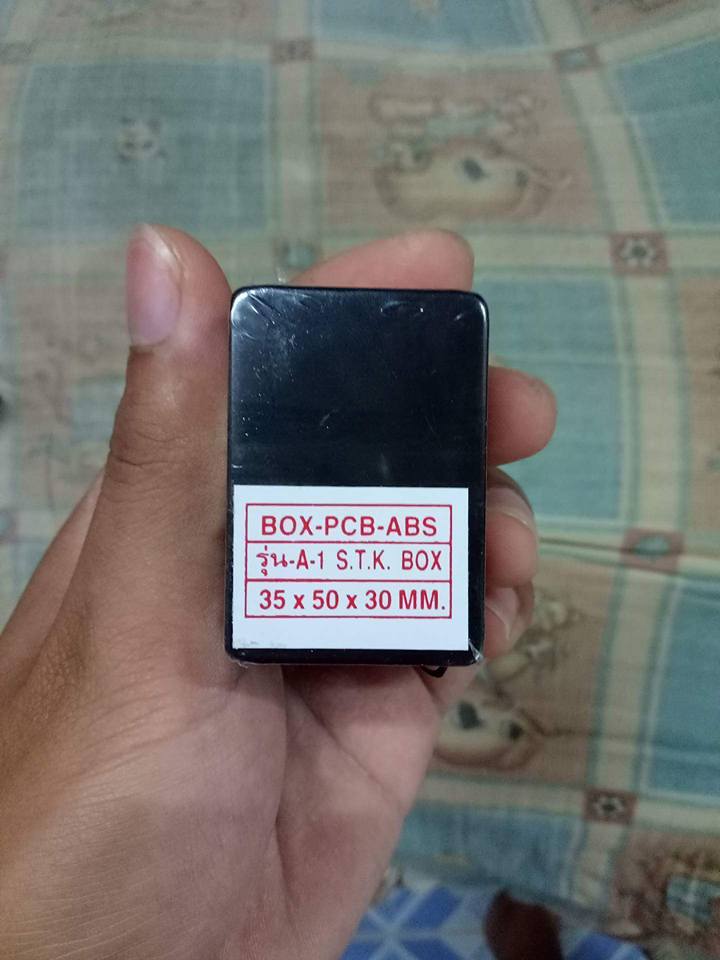 BOX-PCB-ABS
รุ่น-A-1 S.T.K. BOX
35 x 50 x 30 MM.